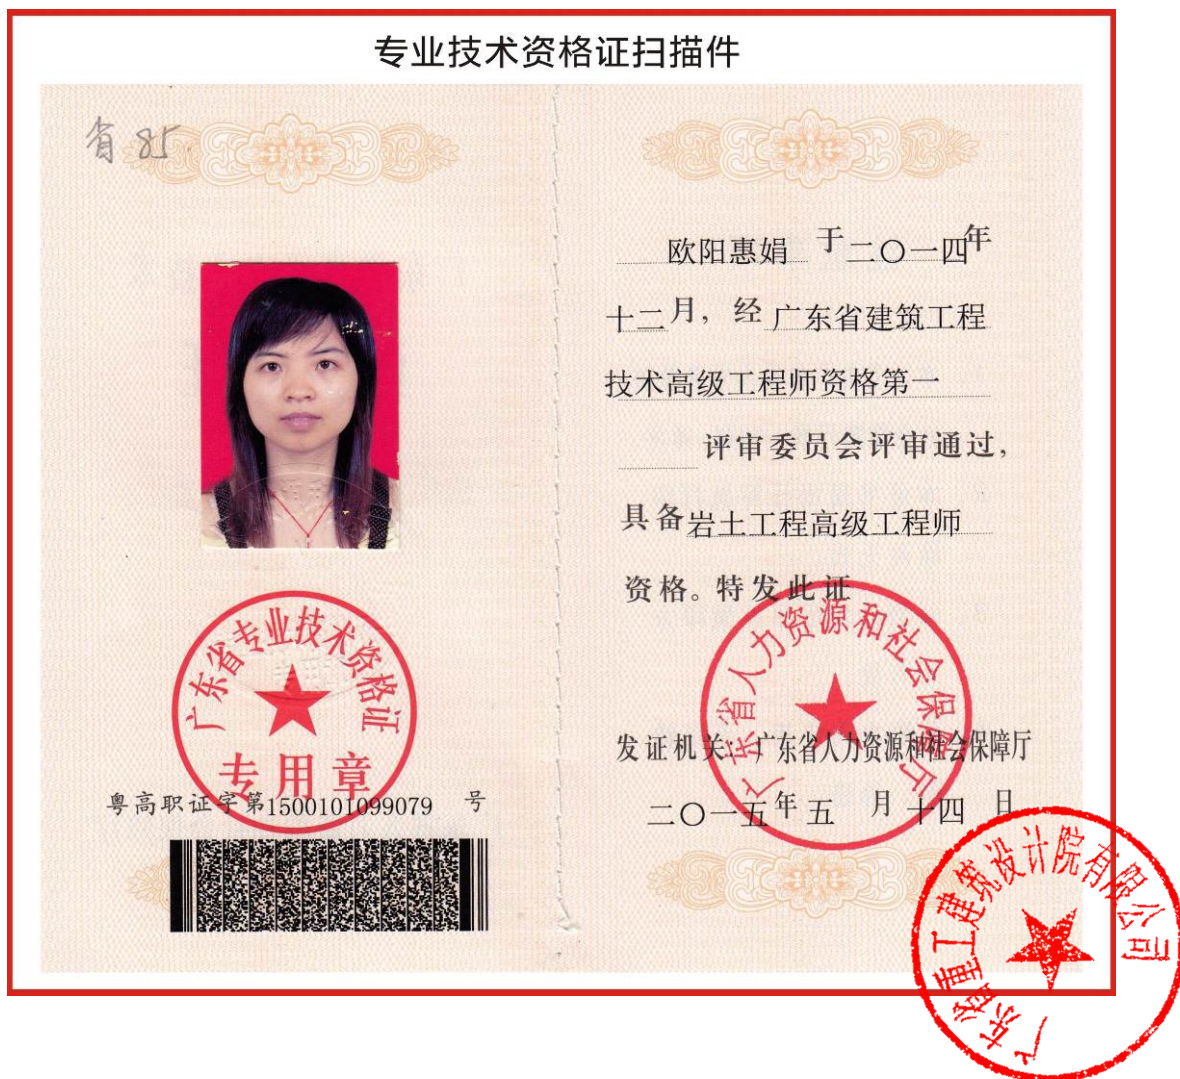 专业技术资格证扫描件
省 85
欧阳惠娟 于二〇一四年
十二月，经广东省建筑工程
技术高级工程师资格第一
评审委员会评审通过，
具备岩土工程高级工程师
资格。特发此证
广东省专业技术资格证
专用章
粤高职证字第1500101099079 号
广东省人力资源和社会保障厅
发证机关：广东省人力资源和社会保障厅
二〇一五年五月十四日
广东省重工建筑设计院有限公司